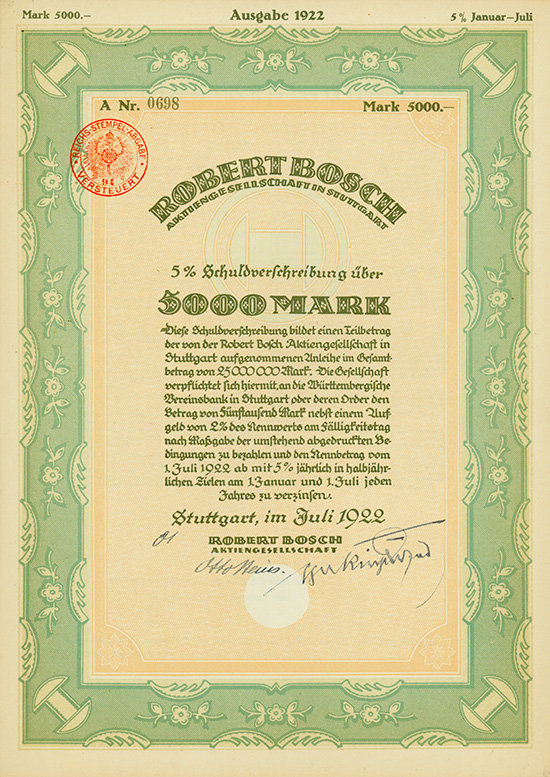 Mark 5000.— Ausgabe 1922 5% Januar–Juli
A Nr. 0698 Mark 5000.—
REICHS-STEMPEL-ABGABE
VERSTEUERT
ROBERT BOSCH
AKTIENGESELLSCHAFT IN STUTTGART
5% Schuldverschreibung über
5000 MARK
Diese Schuldverschreibung bildet einen Teilbetrag
der von der Robert Bosch Aktiengesellschaft in
Stuttgart aufgenommenen Anleihe im Gesamt-
betrag von 25 000 000 Mark. Die Gesellschaft
verpflichtet sich hiermit, an die Württembergische
Vereinsbank in Stuttgart oder deren Order den
Betrag von Fünftausend Mark nebst einem Auf-
geld von 2% des Nennwerts am Fälligkeitstag
nach Maßgabe der umstehend abgedruckten Be-
dingungen zu bezahlen und den Nennbetrag vom
1. Juli 1922 ab mit 5% jährlich in halbjähr-
lichen Zielen am 1. Januar und 1. Juli jeden
Jahres zu verzinsen.
Stuttgart, im Juli 1922
ROBERT BOSCH
AKTIENGESELLSCHAFT